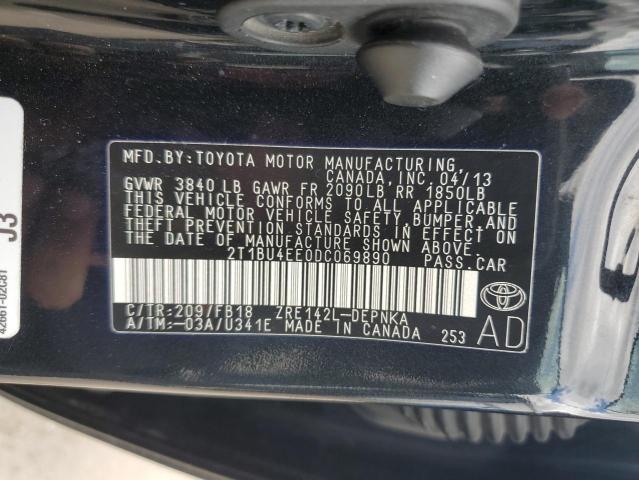 MFD.BY:TOYOTA MOTOR MANUFACTURING,
CANADA, INC. 04/13
GVWR 3840 LB GAWR FR 2090LB RR 1850LB
THIS VEHICLE CONFORMS TO ALL APPLICABLE
FEDERAL MOTOR VEHICLE SAFETY, BUMPER, AND
THEFT PREVENTION STANDARDS IN EFFECT ON
THE DATE OF MANUFACTURE SHOWN ABOVE.
2T1BU4EE0DC069890 PASS.CAR
C/TR:209/FB18 ZRE142L-DEPNKA
A/TM:-03A/U341E MADE IN CANADA 253 AD
J3
42661-02C81